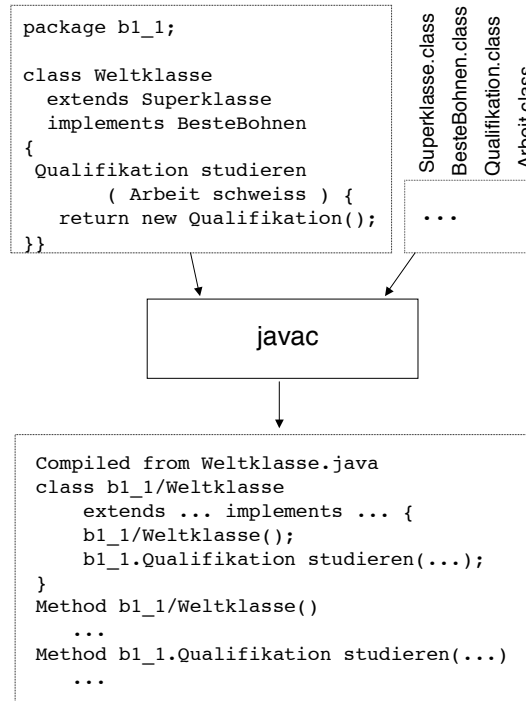 package b1_1;
class Weltklasse
extends Superklasse
implements BesteBohnen
{
Qualifikation studieren
( Arbeit schweiss ) {
return new Qualifikation();
}}
Superklasse.class
BesteBohnen.class
Qualifikation.class
Arbeit.class
...
javac
Compiled from Weltklasse.java
class b1_1/Weltklasse
extends ... implements ... {
b1_1/Weltklasse();
b1_1.Qualifikation studieren(...);
}
Method b1_1/Weltklasse()
...
Method b1_1.Qualifikation studieren(...)
...